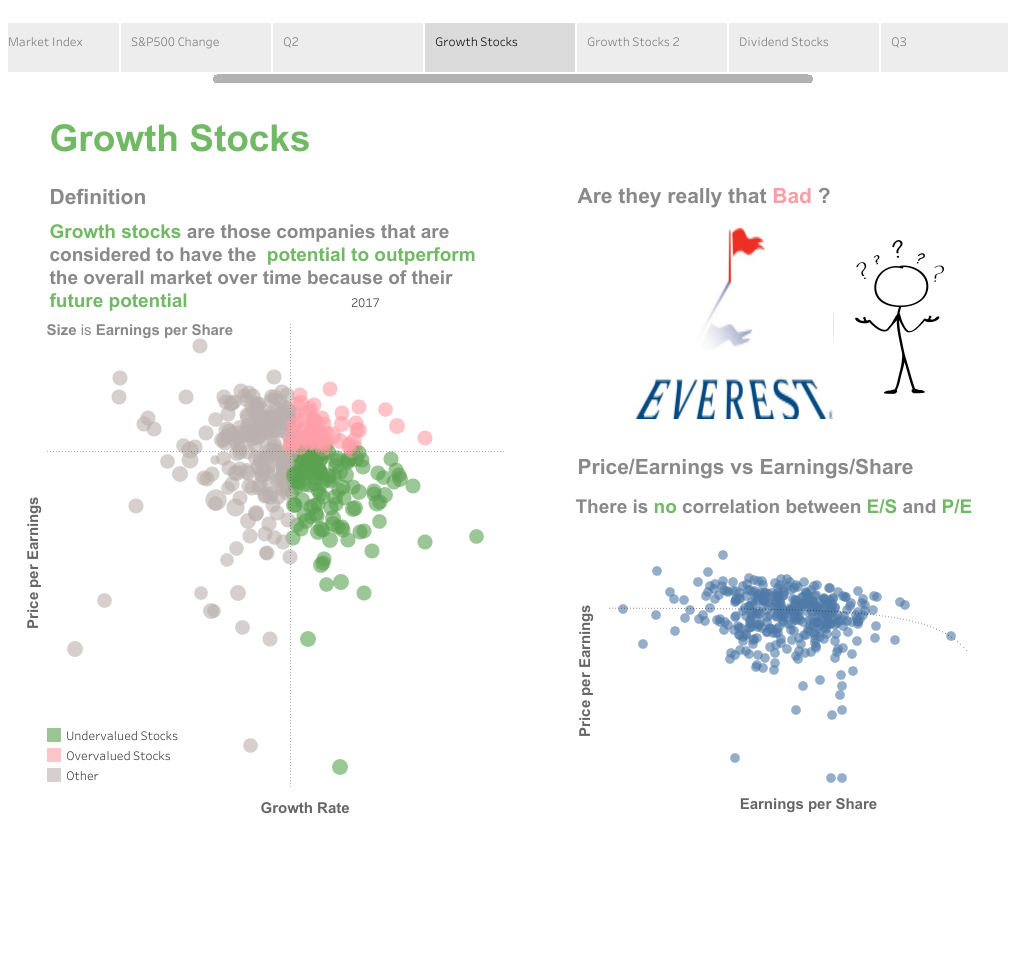 Market Index
S&P500 Change
Q2
Growth Stocks
Growth Stocks 2
Dividend Stocks
Q3
Growth Stocks
Definition
Growth stocks are those companies that are
considered to have the potential to outperform
the overall market over time because of their
future potential
2017
Size is Earnings per Share
Price per Earnings
Undervalued Stocks
Overvalued Stocks
Other
Growth Rate
Are they really that Bad ?
EVEREST
? ? ? ? ?
Price/Earnings vs Earnings/Share
There is no correlation between E/S and P/E
Price per Earnings
Earnings per Share